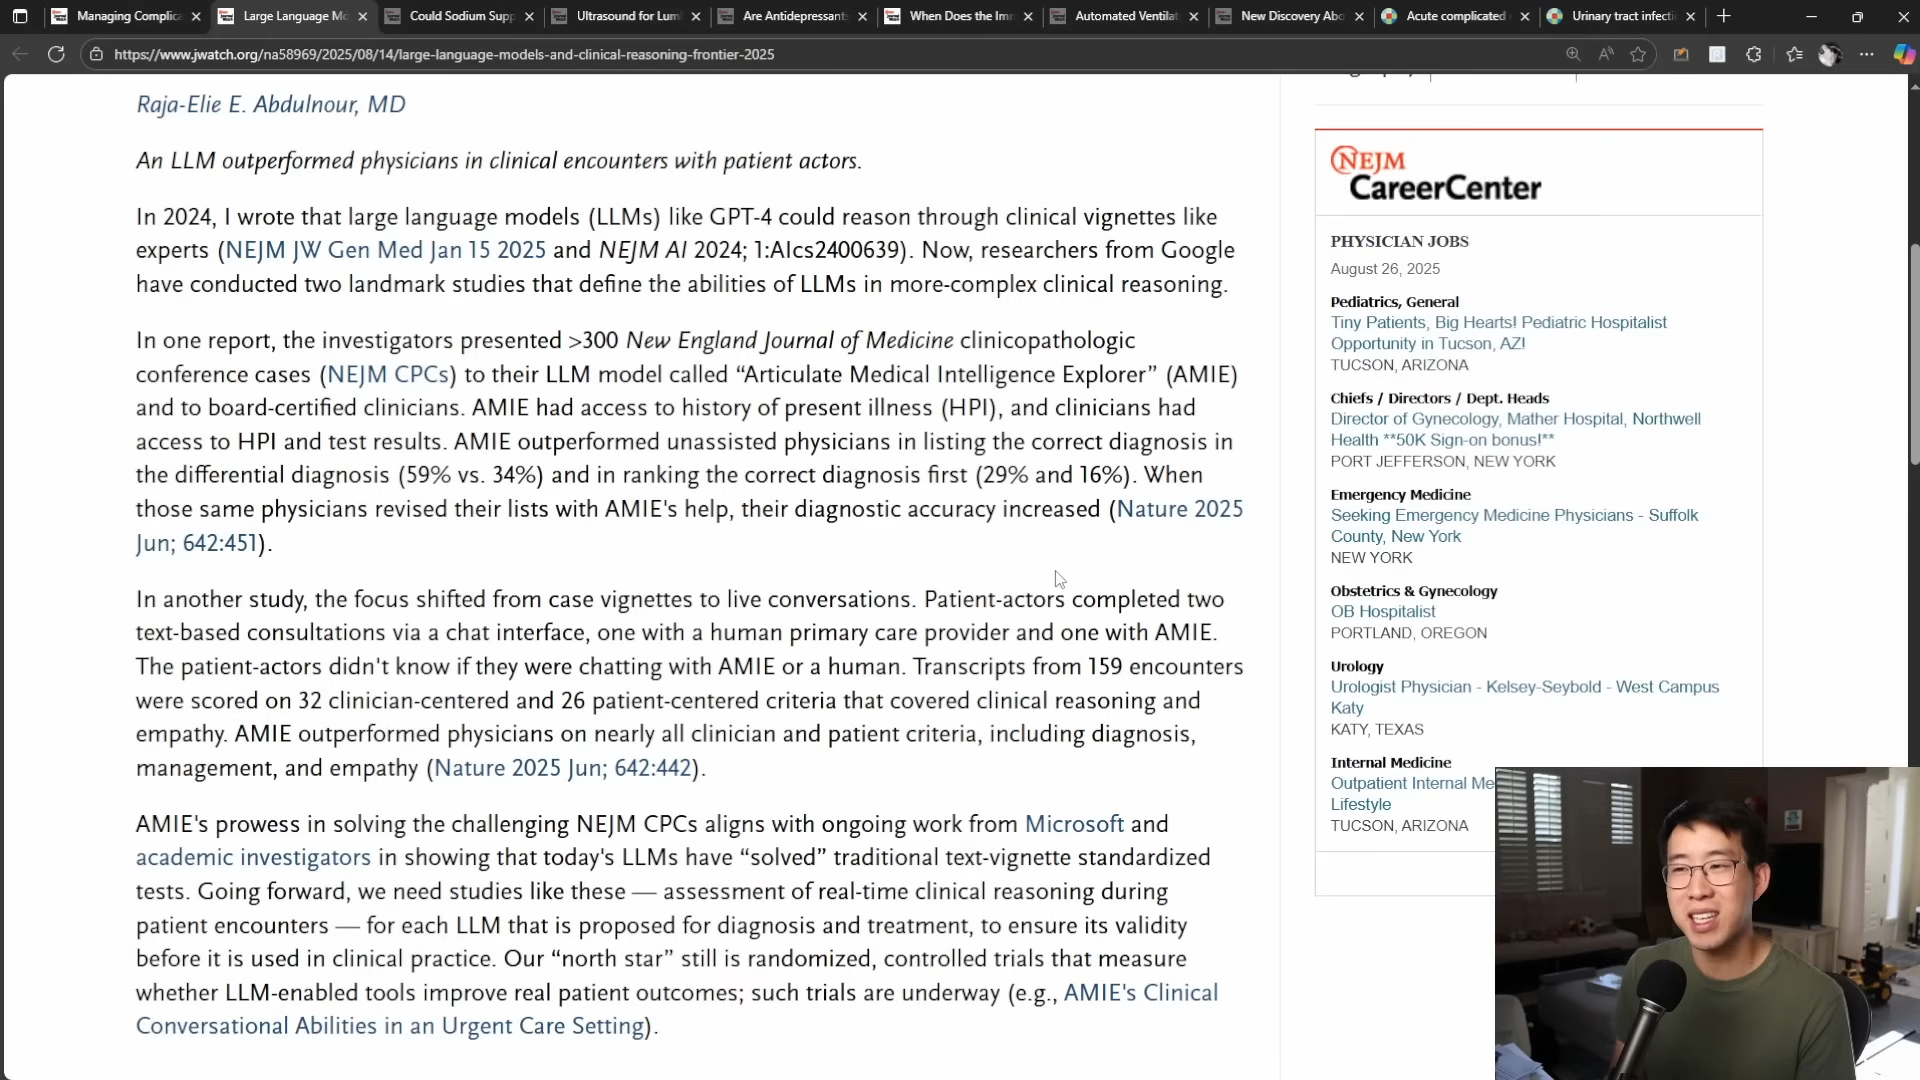 Managing Complica
Large Language Mo
Could Sodium Supp
Ultrasound for Lum
Are Antidepressant
When Does the Im
Automated Ventilat
New Discovery Abo
Acute complicated
Urinary tract infecti
https://www.jwatch.org/na58969/2025/08/14/large-language-models-and-clinical-reasoning-frontier-2025
Raja-Elie E. Abdulnour, MD
An LLM outperformed physicians in clinical encounters with patient actors.
In 2024, I wrote that large language models (LLMs) like GPT-4 could reason through clinical vignettes like
experts (NEJM JW Gen Med Jan 15 2025 and NEJM AI 2024; 1:AIcs2400639). Now, researchers from Google
have conducted two landmark studies that define the abilities of LLMs in more-complex clinical reasoning.
In one report, the investigators presented >300 New England Journal of Medicine clinicopathologic
conference cases (NEJM CPCs) to their LLM model called “Articulate Medical Intelligence Explorer” (AMIE)
and to board-certified clinicians. AMIE had access to history of present illness (HPI), and clinicians had
access to HPI and test results. AMIE outperformed unassisted physicians in listing the correct diagnosis in
the differential diagnosis (59% vs. 34%) and in ranking the correct diagnosis first (29% and 16%). When
those same physicians revised their lists with AMIE's help, their diagnostic accuracy increased (Nature 2025
Jun; 642:451).
In another study, the focus shifted from case vignettes to live conversations. Patient-actors completed two
text-based consultations via a chat interface, one with a human primary care provider and one with AMIE.
The patient-actors didn't know if they were chatting with AMIE or a human. Transcripts from 159 encounters
were scored on 32 clinician-centered and 26 patient-centered criteria that covered clinical reasoning and
empathy. AMIE outperformed physicians on nearly all clinician and patient criteria, including diagnosis,
management, and empathy (Nature 2025 Jun; 642:442).
AMIE's prowess in solving the challenging NEJM CPCs aligns with ongoing work from Microsoft and
academic investigators in showing that today's LLMs have “solved” traditional text-vignette standardized
tests. Going forward, we need studies like these — assessment of real-time clinical reasoning during
patient encounters — for each LLM that is proposed for diagnosis and treatment, to ensure its validity
before it is used in clinical practice. Our “north star” still is randomized, controlled trials that measure
whether LLM-enabled tools improve real patient outcomes; such trials are underway (e.g., AMIE's Clinical
Conversational Abilities in an Urgent Care Setting).
NEJM
CareerCenter
PHYSICIAN JOBS
August 26, 2025
Pediatrics, General
Tiny Patients, Big Hearts! Pediatric Hospitalist
Opportunity in Tucson, AZ!
TUCSON, ARIZONA
Chiefs / Directors / Dept. Heads
Director of Gynecology, Mather Hospital, Northwell
Health **50K Sign-on bonus!**
PORT JEFFERSON, NEW YORK
Emergency Medicine
Seeking Emergency Medicine Physicians - Suffolk
County, New York
NEW YORK
Obstetrics & Gynecology
OB Hospitalist
PORTLAND, OREGON
Urology
Urologist Physician - Kelsey-Seybold - West Campus
Katy
KATY, TEXAS
Internal Medicine
Outpatient Internal Me
Lifestyle
TUCSON, ARIZONA